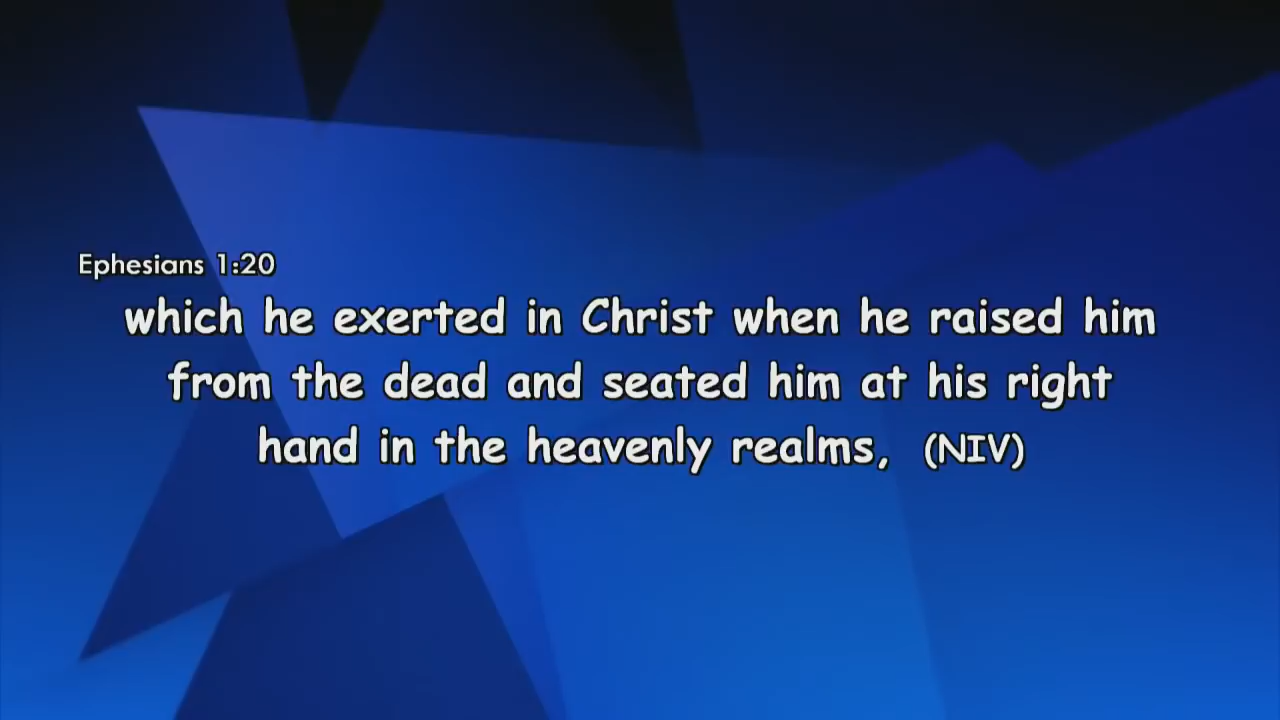 Ephesians 1:20
which he exerted in Christ when he raised him
from the dead and seated him at his right
hand in the heavenly realms, (NIV)